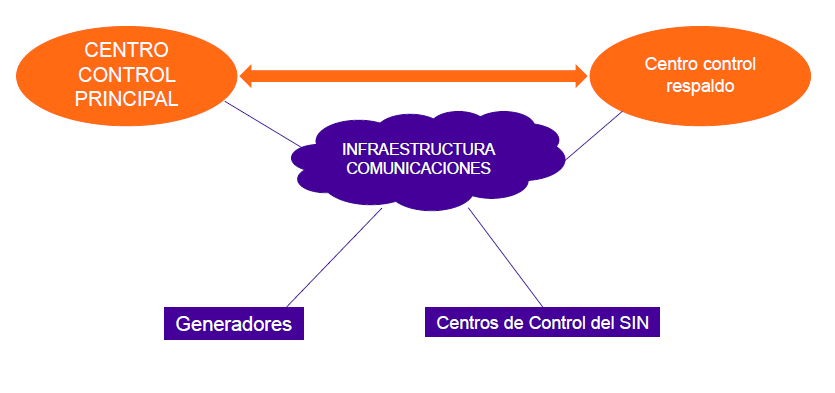 CENTRO
CONTROL
PRINCIPAL
Centro control
respaldo
INFRAESTRUCTURA
COMUNICACIONES
Generadores
Centros de Control del SIN